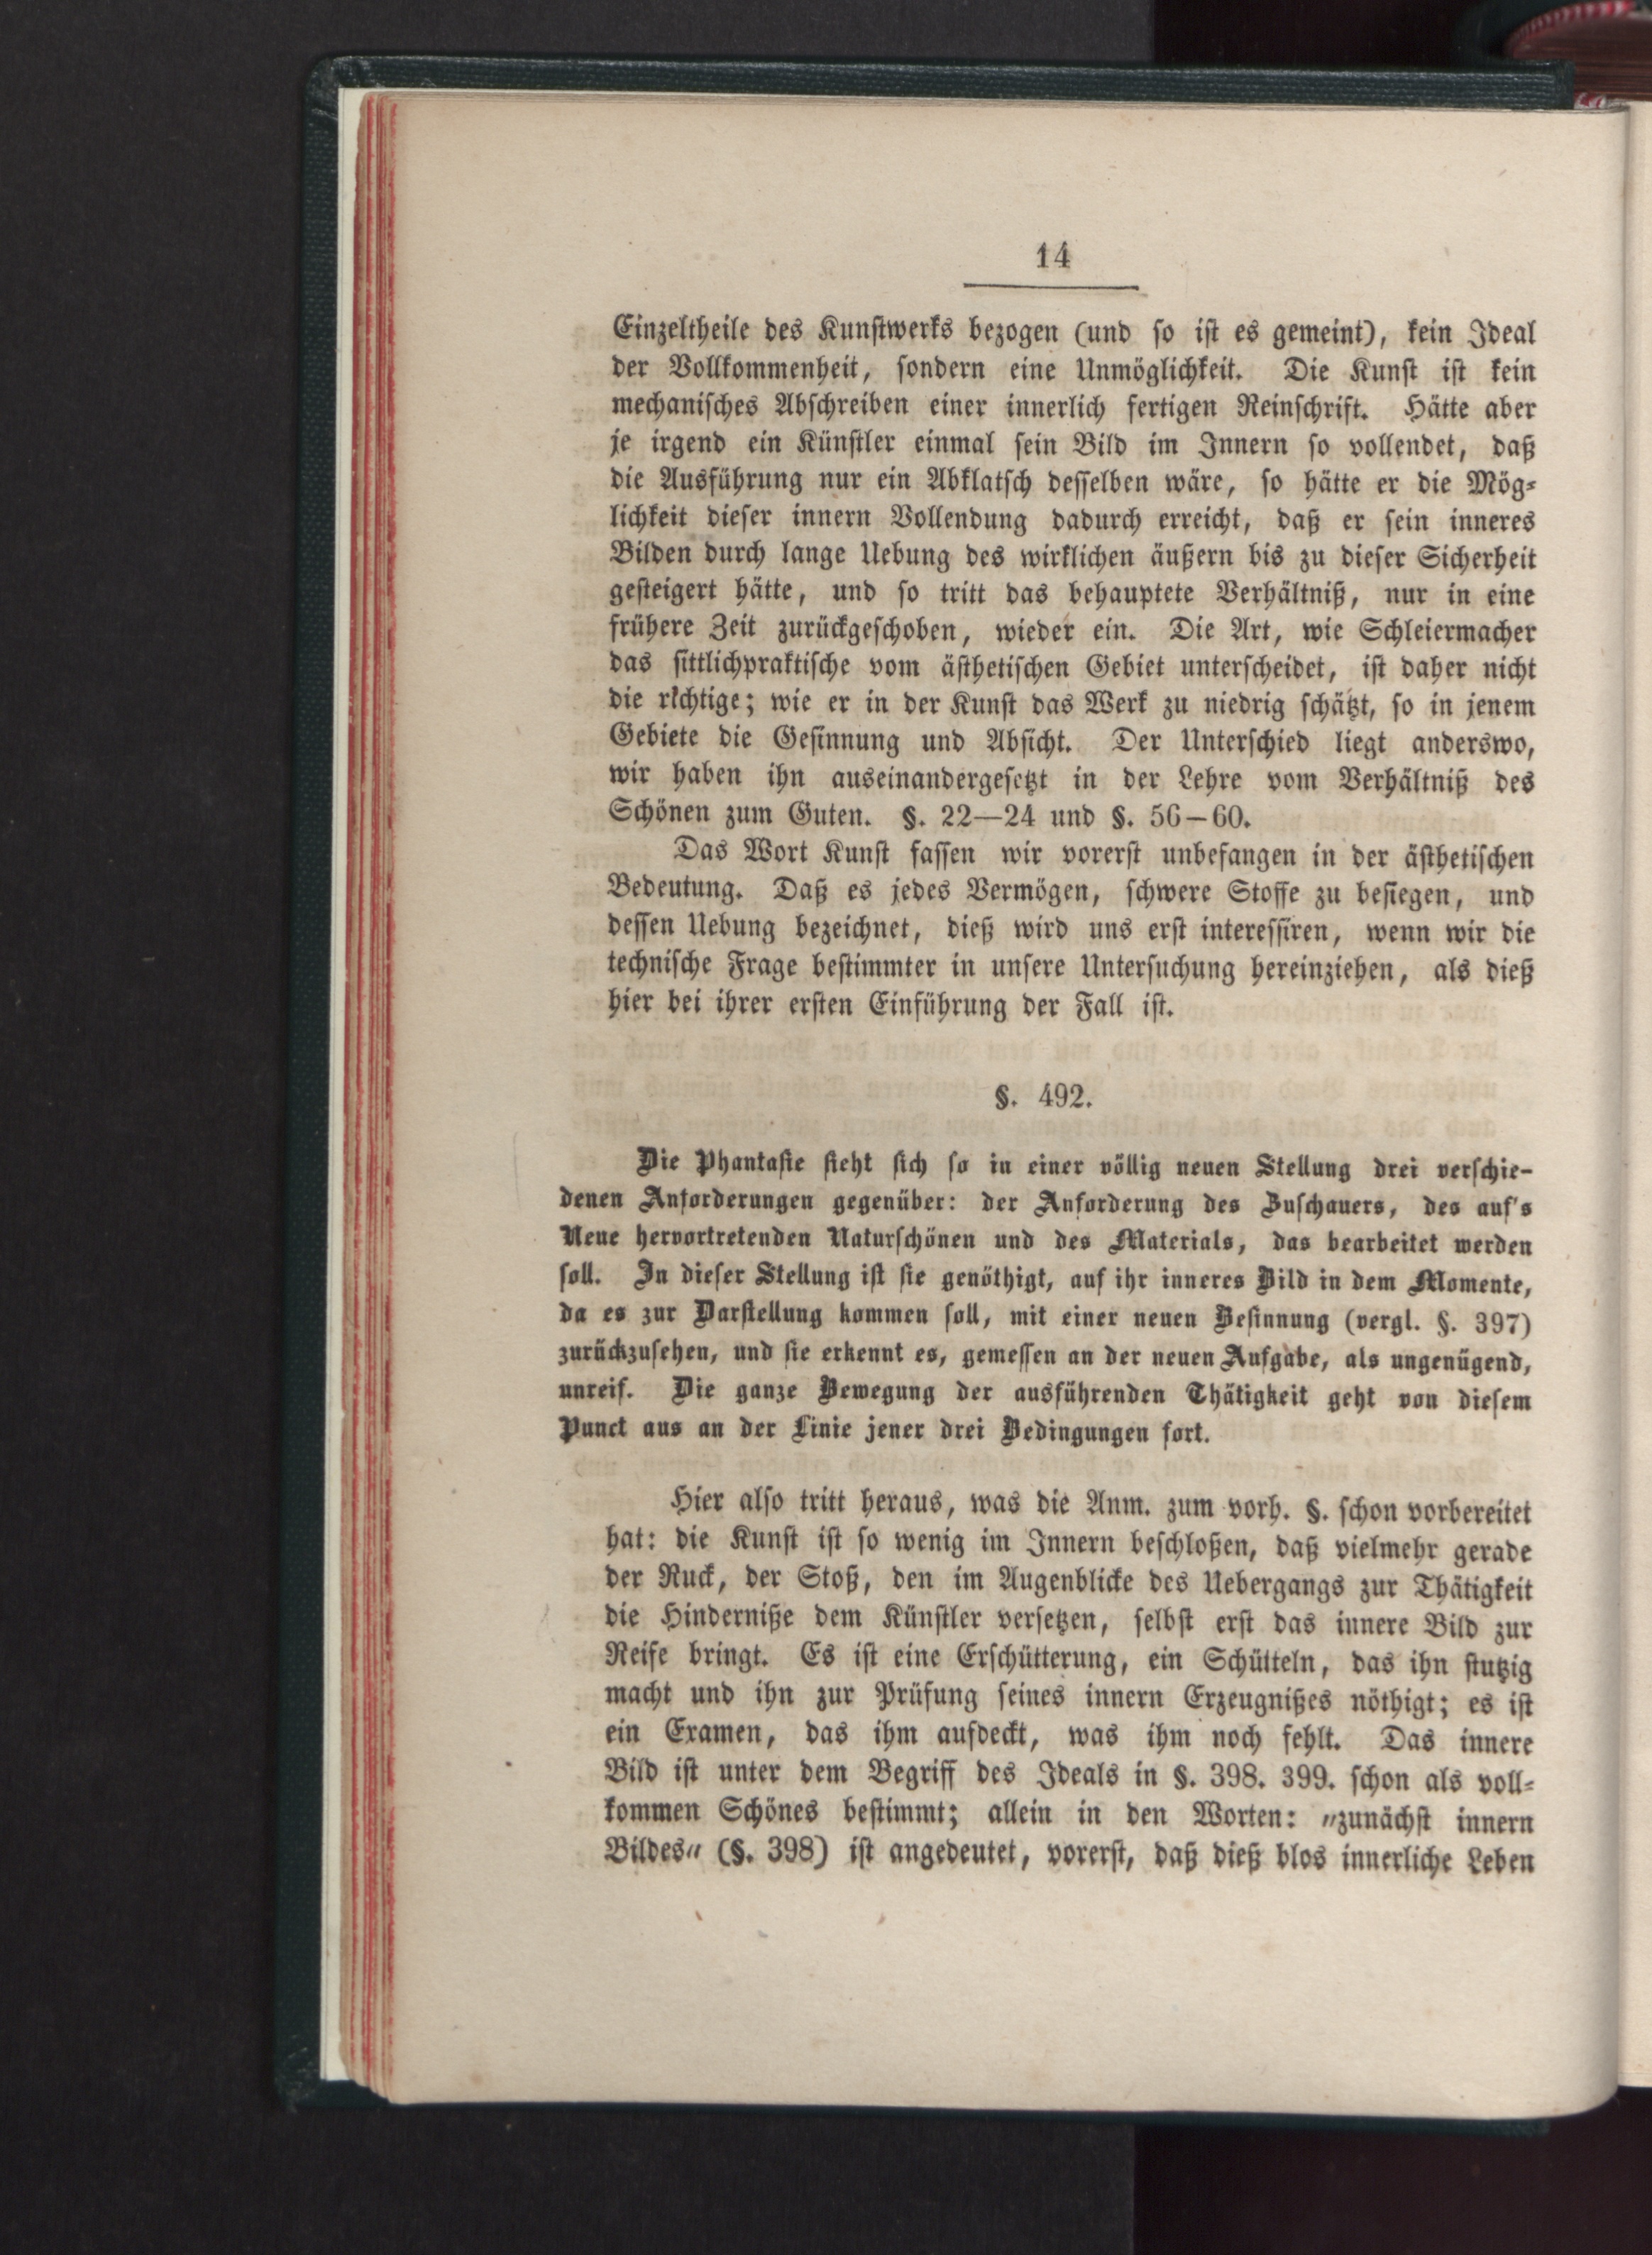 14
Einzeltheile des Kunstwerks bezogen (und so ist es gemeint), kein Ideal
der Vollkommenheit, sondern eine Unmöglichkeit. Die Kunst ist kein
mechanisches Abschreiben einer innerlich fertigen Reinschrift. Hätte aber
je irgend ein Künstler einmal sein Bild im Innern so vollendet, daß
die Ausführung nur ein Abklatsch desselben wäre, so hätte er die Mög-
lichkeit dieser innern Vollendung dadurch erreicht, daß er sein inneres
Bilden durch lange Uebung des wirklichen äußern bis zu dieser Sicherheit
gesteigert hätte, und so tritt das behauptete Verhältniß, nur in eine
frühere Zeit zurückgeschoben, wieder ein. Die Art, wie Schleiermacher
das sittlichpraktische vom ästhetischen Gebiet unterscheidet, ist daher nicht
die richtige; wie er in der Kunst das Werk zu niedrig schätzt, so in jenem
Gebiete die Gesinnung und Absicht. Der Unterschied liegt anderswo,
wir haben ihn auseinandergesetzt in der Lehre vom Verhältniß des
Schönen zum Guten. §. 22—24 und §. 56—60.
Das Wort Kunst fassen wir vorerst unbefangen in der ästhetischen
Bedeutung. Daß es jedes Vermögen, schwere Stoffe zu besiegen, und
dessen Uebung bezeichnet, dieß wird uns erst interessiren, wenn wir die
technische Frage bestimmter in unsere Untersuchung hereinziehen, als dieß
hier bei ihrer ersten Einführung der Fall ist.
§. 492.
Die Phantasie sieht sich so in einer völlig neuen Stellung drei verschie-
denen Anforderungen gegenüber: der Anforderung des Zuschauers, des auf's
Neue hervortretenden Naturschönen und des Materials, das bearbeitet werden
soll. In dieser Stellung ist sie genöthigt, auf ihr inneres Bild in dem Momente,
da es zur Darstellung kommen soll, mit einer neuen Besinnung (vergl. §. 397)
zurückzusehen, und sie erkennt es, gemessen an der neuen Aufgabe, als ungenügend,
unreif. Die ganze Bewegung der ausführenden Thätigkeit geht von diesem
Punct aus an der Linie jener drei Bedingungen fort.
Hier also tritt heraus, was die Anm. zum vorh. §. schon vorbereitet
hat: die Kunst ist so wenig im Innern beschloßen, daß vielmehr gerade
der Ruck, der Stoß, den im Augenblicke des Uebergangs zur Thätigkeit
die Hinderniße dem Künstler versetzen, selbst erst das innere Bild zur
Reife bringt. Es ist eine Erschütterung, ein Schütteln, das ihn stutzig
macht und ihn zur Prüfung seines innern Erzeugnißes nöthigt; es ist
ein Examen, das ihm aufdeckt, was ihm noch fehlt. Das innere
Bild ist unter dem Begriff des Ideals in §. 398. 399. schon als voll-
kommen Schönes bestimmt; allein in den Worten: „zunächst innern
Bildes“ (§. 398) ist angedeutet, vorerst, daß dieß blos innerliche Leben